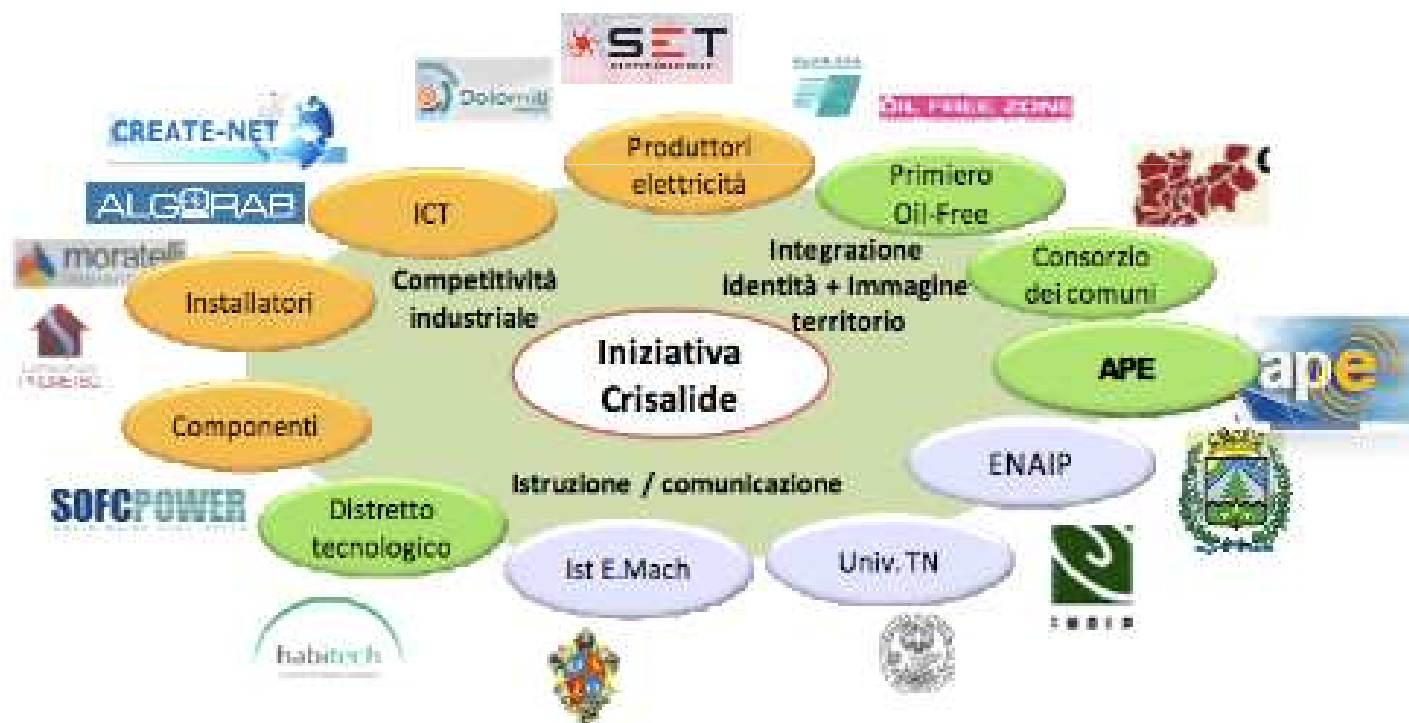 SET
Dolomiti
OIL FREE ZONE
CREATE-NET
Produttori
elettricità
Primiero
Oil-Free
ALGORAB
ICT
moratelli
Integrazione
Identità + Immagine
territorio
Consorzio
dei comuni
Competitività
industriale
Installatori
Iniziativa
Crisalide
APE
ape
Componenti
ENAIP
Istruzione / comunicazione
SOFCPOWER
Distretto
tecnologico
Ist E.Mach
Univ. TN
habitech